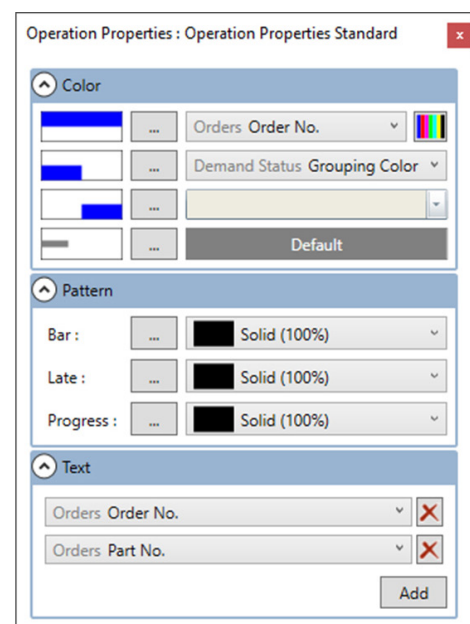 Operation Properties : Operation Properties Standard
x
Color
... Orders Order No.
... Demand Status Grouping Color
...
... Default
Pattern
Bar : ... Solid (100%)
Late : ... Solid (100%)
Progress : ... Solid (100%)
Text
Orders Order No.
Orders Part No.
Add